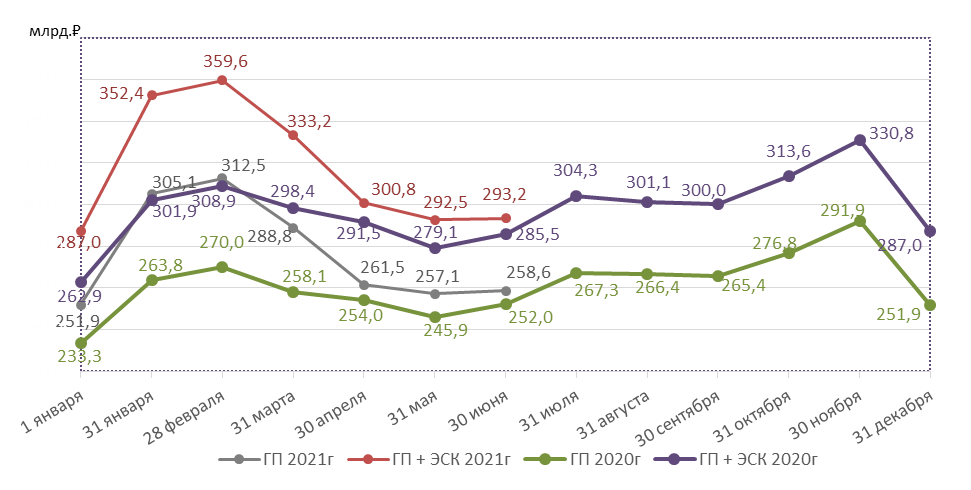 млрд.₽
359,6
352,4
333,2
330,8
312,5
305,1
304,3
313,6
300,8
292,5
293,2
301,1
300,0
298,4
301,9
308,9
291,9
287,0
288,8
291,5
279,1
285,5
276,8
287,0
270,0
263,8
261,5
257,1
258,6
258,1
267,3
266,4
265,4
262,9
251,9
254,0
245,9
252,0
251,9
233,3
1 января
31 января
28 февраля
31 марта
30 апреля
31 мая
30 июня
31 июля
31 августа
30 сентября
31 октября
30 ноября
31 декабря
ГП 2021г ГП + ЭСК 2021г ГП 2020г ГП + ЭСК 2020г